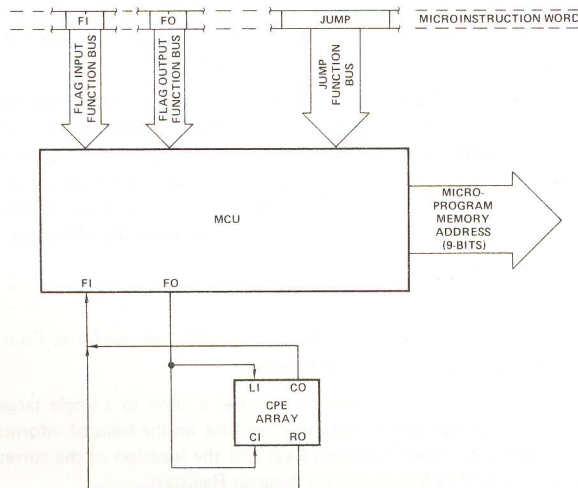 FI FO JUMP MICROINSTRUCTION WORD
FLAG INPUT
FUNCTION BUS
FLAG OUTPUT
FUNCTION BUS
JUMP
FUNCTION
BUS
MCU
MICRO-
PROGRAM
MEMORY
ADDRESS
(9-BITS)
FI FO
LI CO
CPE
ARRAY
CI RO